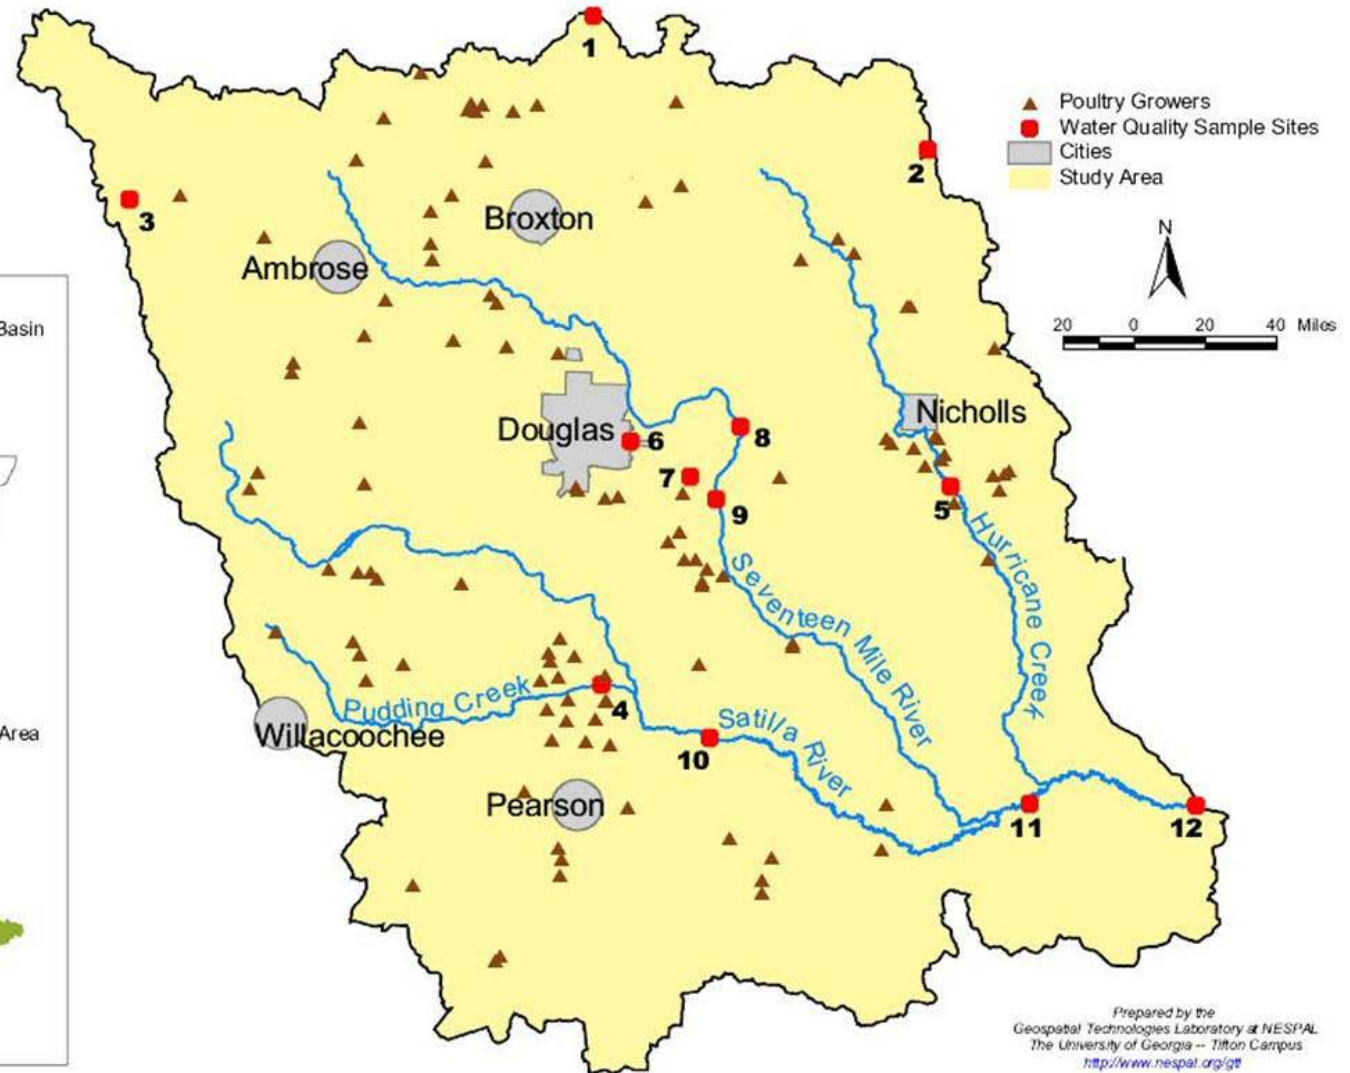 1
Poultry Growers
Water Quality Sample Sites
Cities
Study Area
2
3
N
Broxton
Ambrose
20 0 20 40 Miles
Basin
Nicholls
Douglas
6
8
7
9
5
Hurricane Creek
Seventeen Mile River
Pudding Creek
4
Satilla River
Willacoochee
Area
10
Pearson
11
12
Prepared by the
Geospatial Technologies Laboratory at NESPAL
The University of Georgia -- Tifton Campus
http://www.nespal.org/gtl